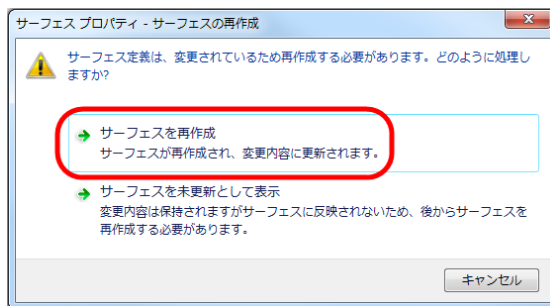 サーフェス プロパティ - サーフェスの再作成
サーフェス定義は、変更されているため再作成する必要があります。どのように処理し
ますか?
サーフェスを再作成
サーフェスが再作成され、変更内容に更新されます。
サーフェスを未更新として表示
変更内容は保持されますがサーフェスに反映されないため、後からサーフェスを
再作成する必要があります。
キャンセル